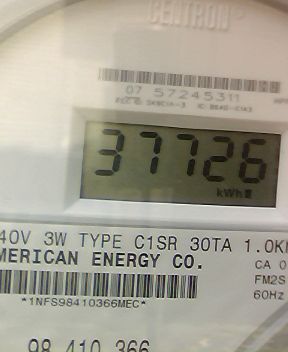 CENTRON®
07 57245311
37726
kWh
40V 3W TYPE C1SR 30TA 1.0K
MERICAN ENERGY CO.
CA 0
FM2S
60Hz
*1NFS98410366MEC*
98 410 366